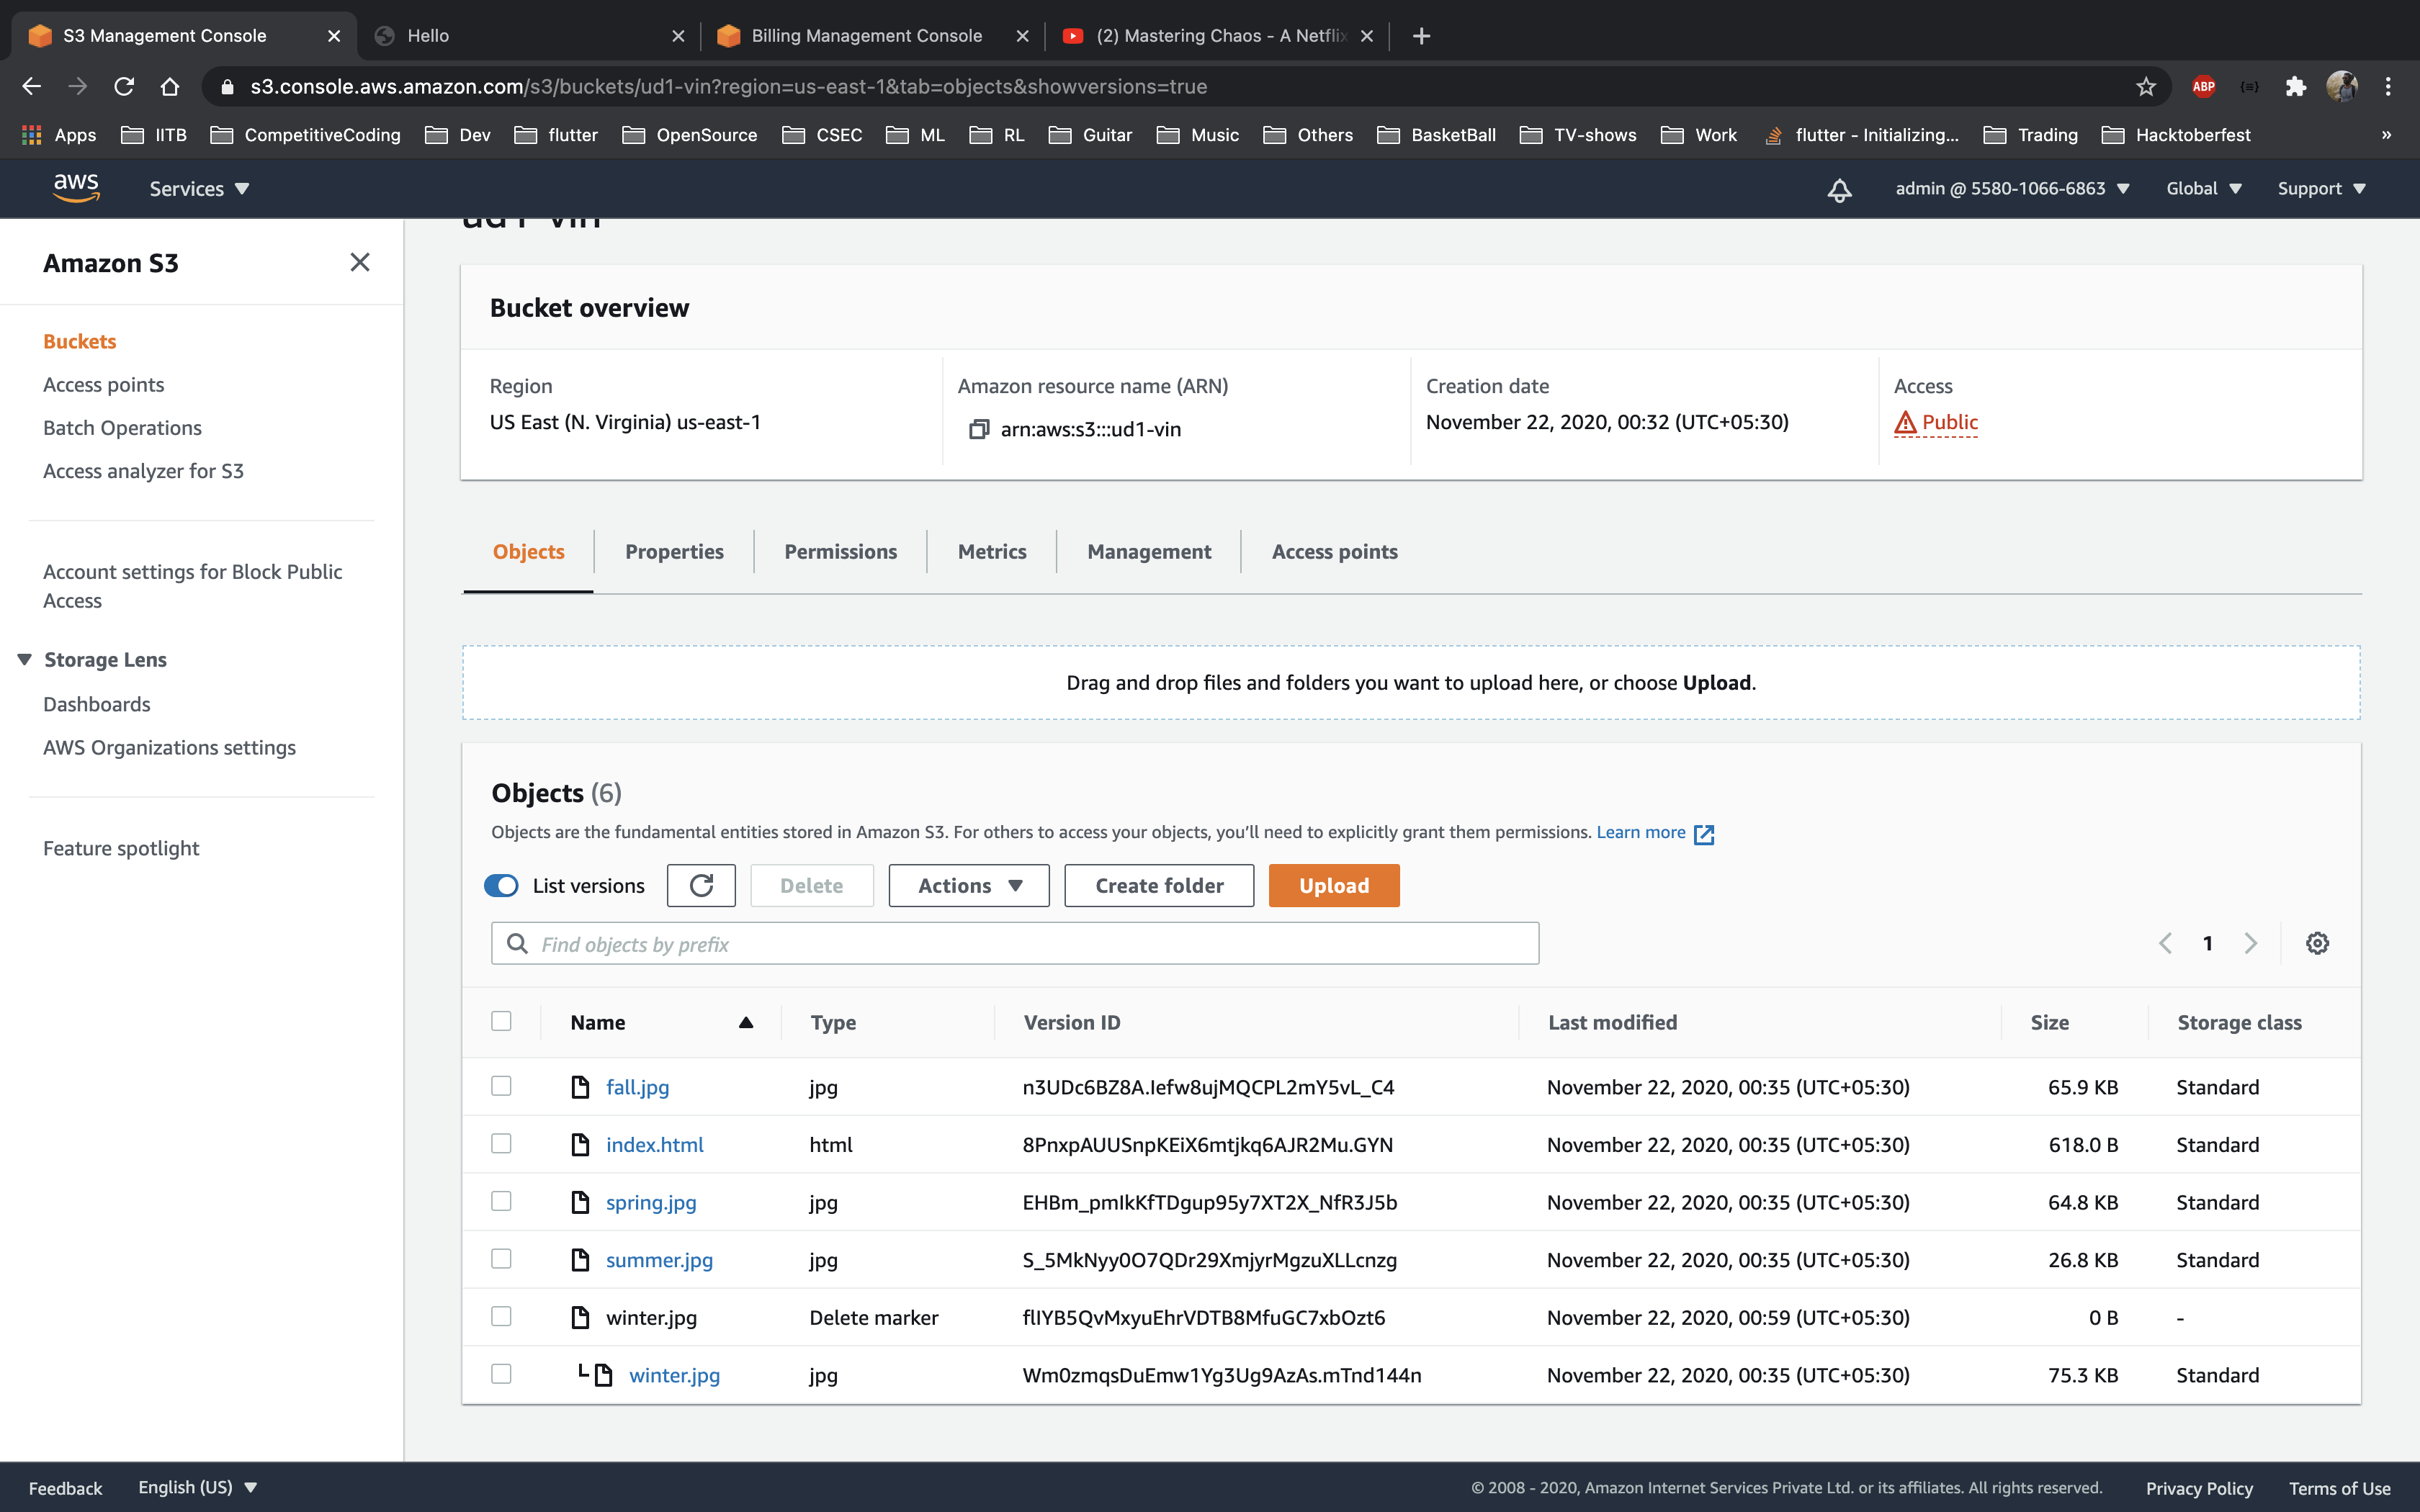 S3 Management Console
Hello
Billing Management Console
(2) Mastering Chaos - A Netflix
s3.console.aws.amazon.com/s3/buckets/ud1-vin?region=us-east-1&tab=objects&showversions=true
ABP
Apps IITB CompetitiveCoding Dev flutter OpenSource CSEC ML RL Guitar Music Others BasketBall TV-shows Work flutter - Initializing... Trading Hacktoberfest »
aws Services admin @ 5580-1066-6863 Global Support
ud1-vin
Amazon S3
Buckets
Access points
Batch Operations
Access analyzer for S3
Account settings for Block Public
Access
Storage Lens
Dashboards
AWS Organizations settings
Feature spotlight
Bucket overview
Region
US East (N. Virginia) us-east-1
Amazon resource name (ARN)
arn:aws:s3:::ud1-vin
Creation date
November 22, 2020, 00:32 (UTC+05:30)
Access
Public
Objects Properties Permissions Metrics Management Access points
Drag and drop files and folders you want to upload here, or choose Upload.
Objects (6)
Objects are the fundamental entities stored in Amazon S3. For others to access your objects, you'll need to explicitly grant them permissions. Learn more
List versions Delete Actions Create folder Upload
Find objects by prefix
1
Name Type Version ID Last modified Size Storage class
fall.jpg jpg n3UDc6BZ8A.Iefw8ujMQCPL2mY5vL_C4 November 22, 2020, 00:35 (UTC+05:30) 65.9 KB Standard
index.html html 8PnxpAUUSnpKEiX6mtjkq6AJR2Mu.GYN November 22, 2020, 00:35 (UTC+05:30) 618.0 B Standard
spring.jpg jpg EHBm_pmIkKfTDgup95y7XT2X_NfR3J5b November 22, 2020, 00:35 (UTC+05:30) 64.8 KB Standard
summer.jpg jpg S_5MkNyy0O7QDr29XmjyrMgzuXLLcnzg November 22, 2020, 00:35 (UTC+05:30) 26.8 KB Standard
winter.jpg Delete marker flIYB5QvMxyuEhrVDTB8MfuGC7xbOzt6 November 22, 2020, 00:59 (UTC+05:30) 0 B -
winter.jpg jpg Wm0zmqsDuEmw1Yg3Ug9AzAs.mTnd144n November 22, 2020, 00:35 (UTC+05:30) 75.3 KB Standard
Feedback English (US) © 2008 - 2020, Amazon Internet Services Private Ltd. or its affiliates. All rights reserved. Privacy Policy Terms of Use